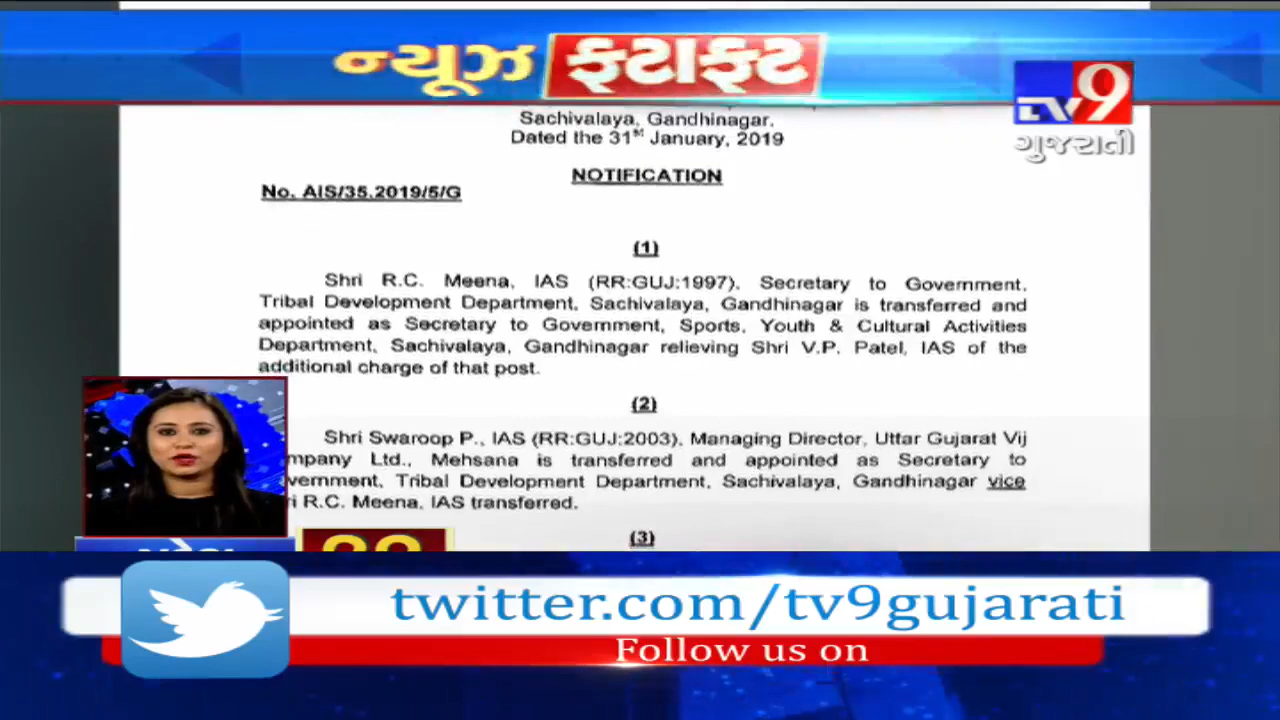 ન્યૂઝ ફટાફટ
TV9
ગુજરાતી
Sachivalaya, Gandhinagar.
Dated the 31st January, 2019
NOTIFICATION
No. AIS/35.2019/5/G
(1)
Shri R.C. Meena, IAS (RR:GUJ:1997), Secretary to Government,
Tribal Development Department, Sachivalaya, Gandhinagar is transferred and
appointed as Secretary to Government, Sports, Youth & Cultural Activities
Department, Sachivalaya, Gandhinagar relieving Shri V.P. Patel, IAS of the
additional charge of that post.
(2)
Shri Swaroop P., IAS (RR:GUJ:2003), Managing Director, Uttar Gujarat Vij
mpany Ltd., Mehsana is transferred and appointed as Secretary to
vernment, Tribal Development Department, Sachivalaya, Gandhinagar vice
ri R.C. Meena, IAS transferred.
(3)
twitter.com/tv9gujarati
Follow us on